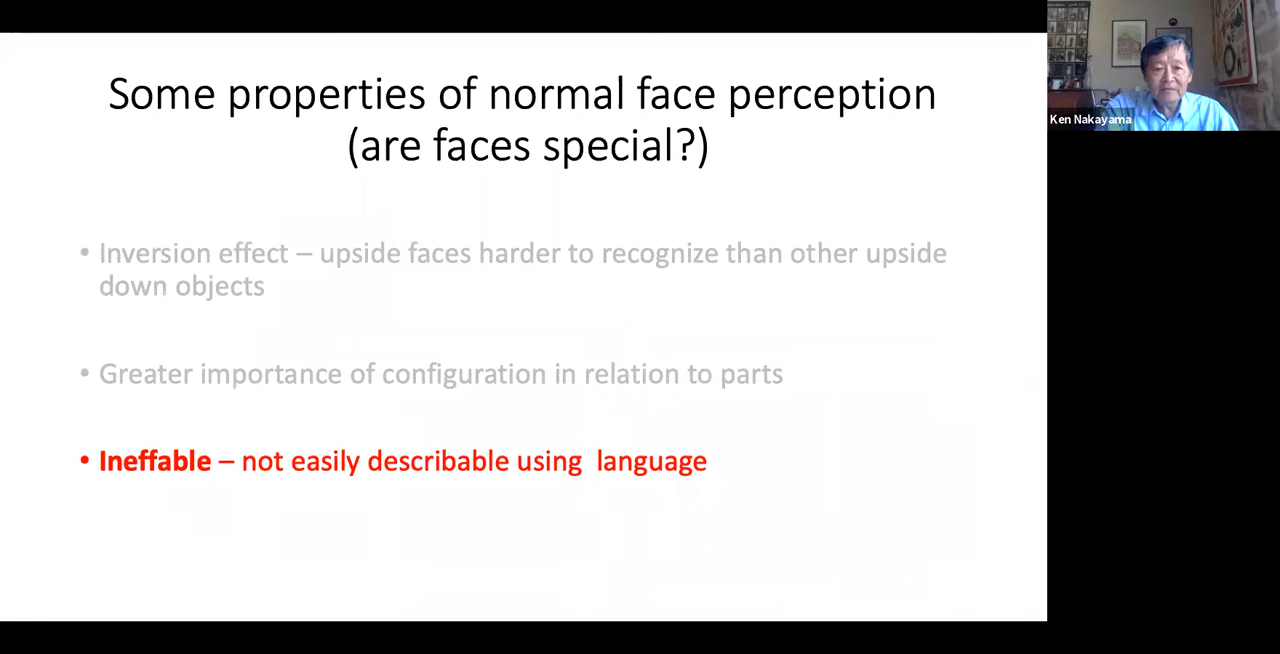 Some properties of normal face perception
(are faces special?)
• Inversion effect – upside faces harder to recognize than other upside
down objects
• Greater importance of configuration in relation to parts
• Ineffable – not easily describable using  language
Ken Nakayama